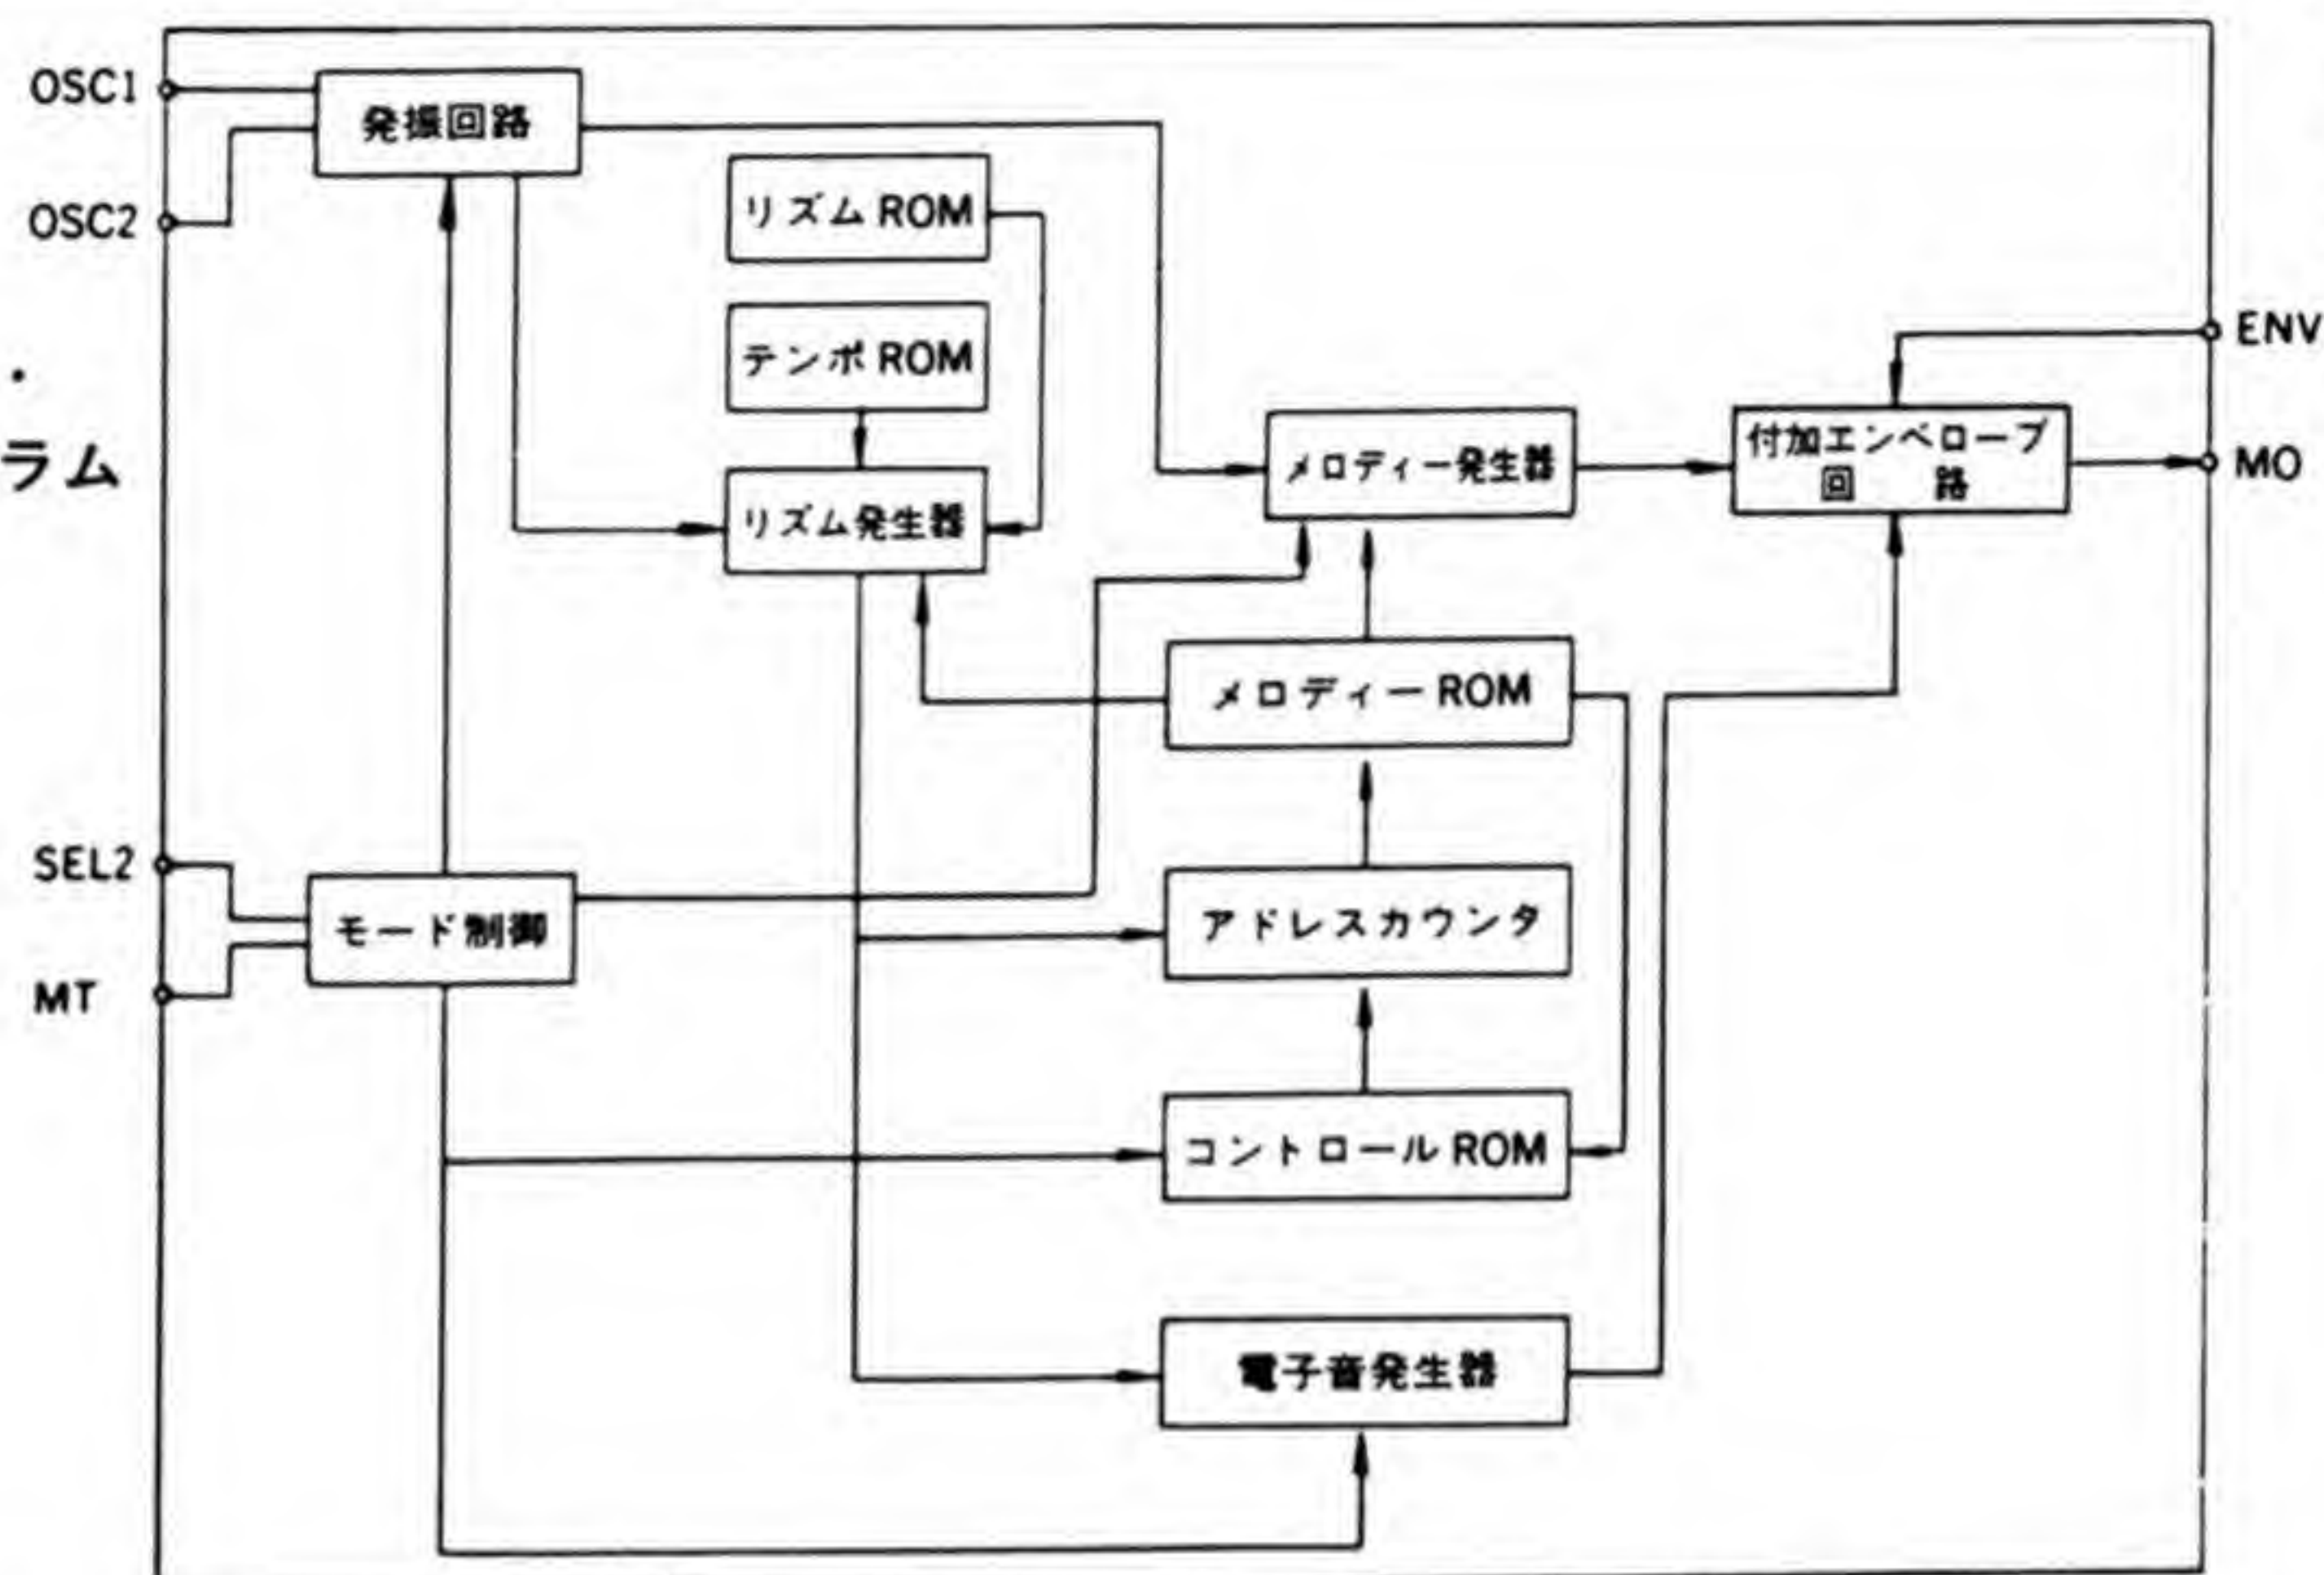 OSC1
発振回路
OSC2
リズムROM
テンポROM
ENV
付加エンベロープ
回 路
MO
メロディー発生器
ラム
リズム発生器
メロディーROM
SEL2
モード制御
アドレスカウンタ
MT
コントロールROM
電子音発生器